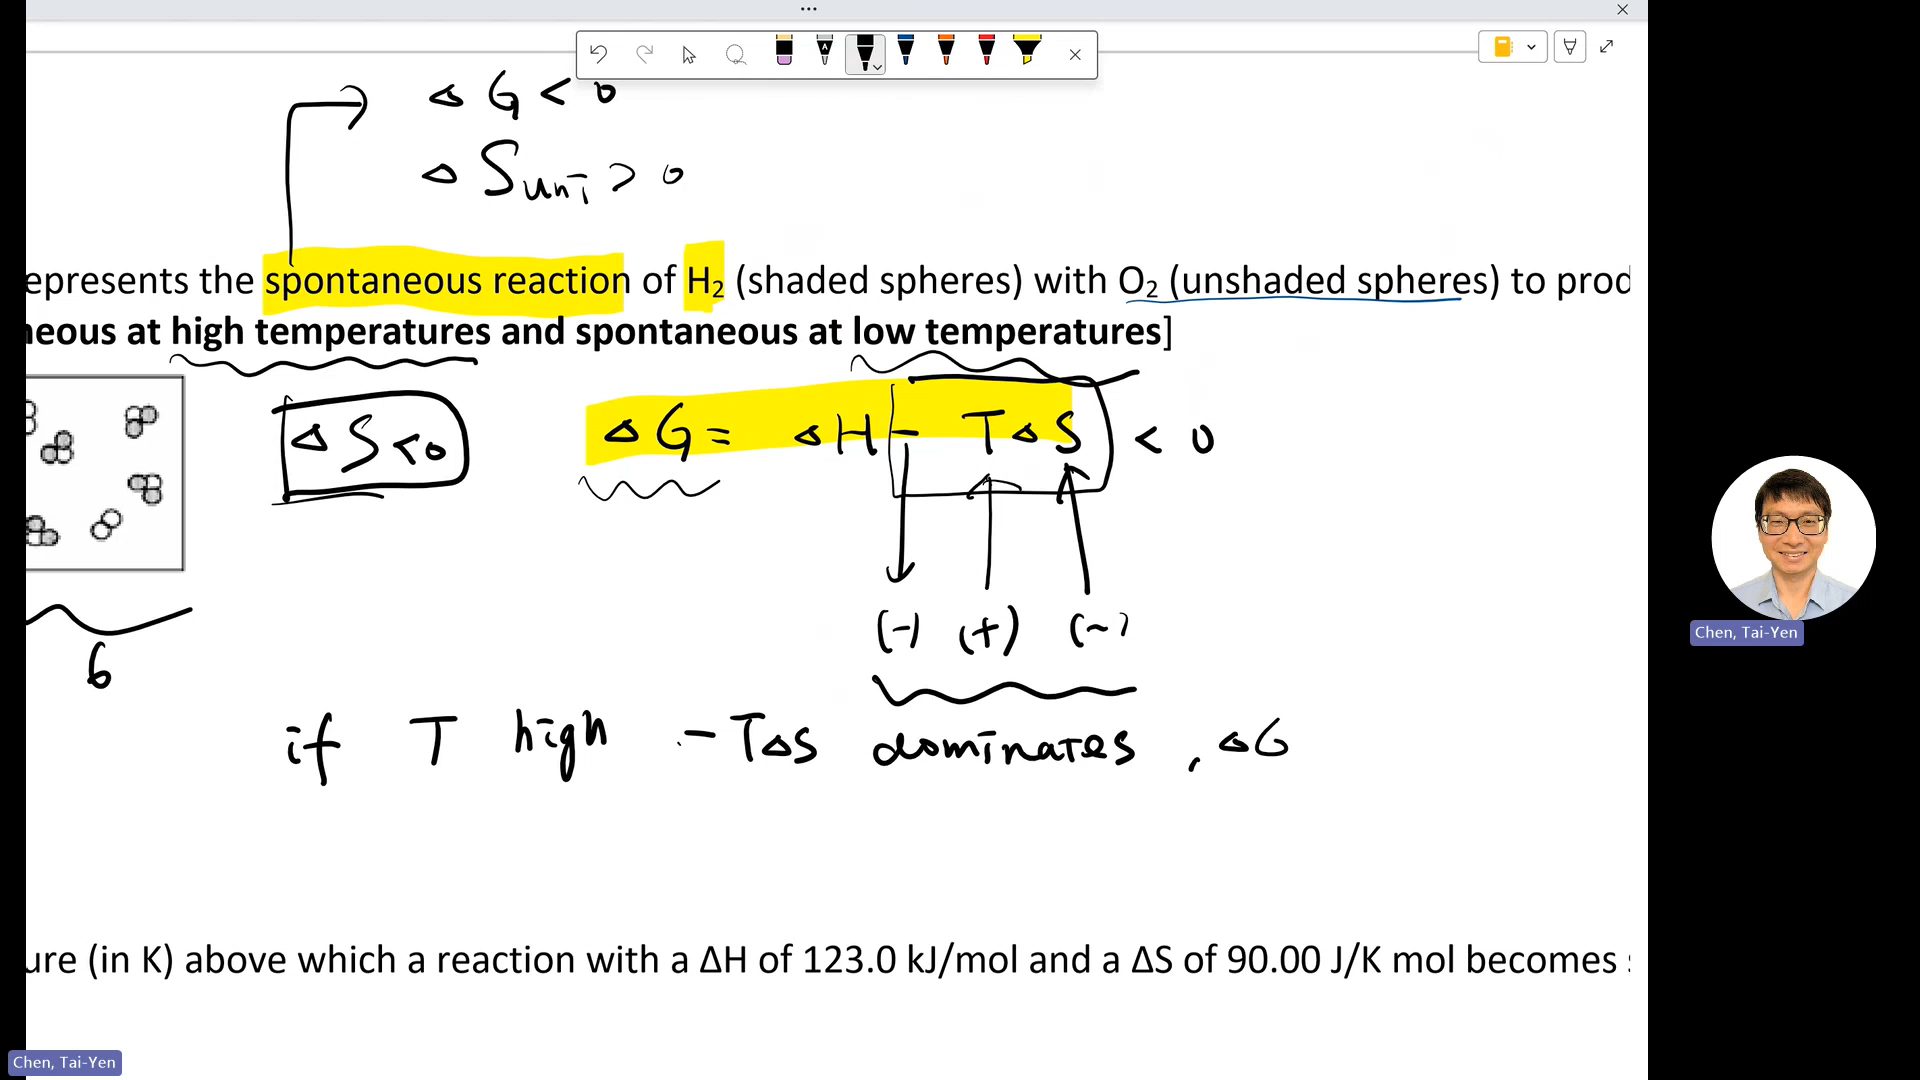 ΔG < 0
ΔSuni > 0
epresents the spontaneous reaction of H₂ (shaded spheres) with O₂ (unshaded spheres) to prod
neous at high temperatures and spontaneous at low temperatures]
ΔS<0
ΔG = ΔH - TΔS < 0
(-) (+) (-)
6
if T high -TΔS dominates, ΔG
ure (in K) above which a reaction with a ΔH of 123.0 kJ/mol and a ΔS of 90.00 J/K mol becomes
Chen, Tai-Yen
Chen, Tai-Yen